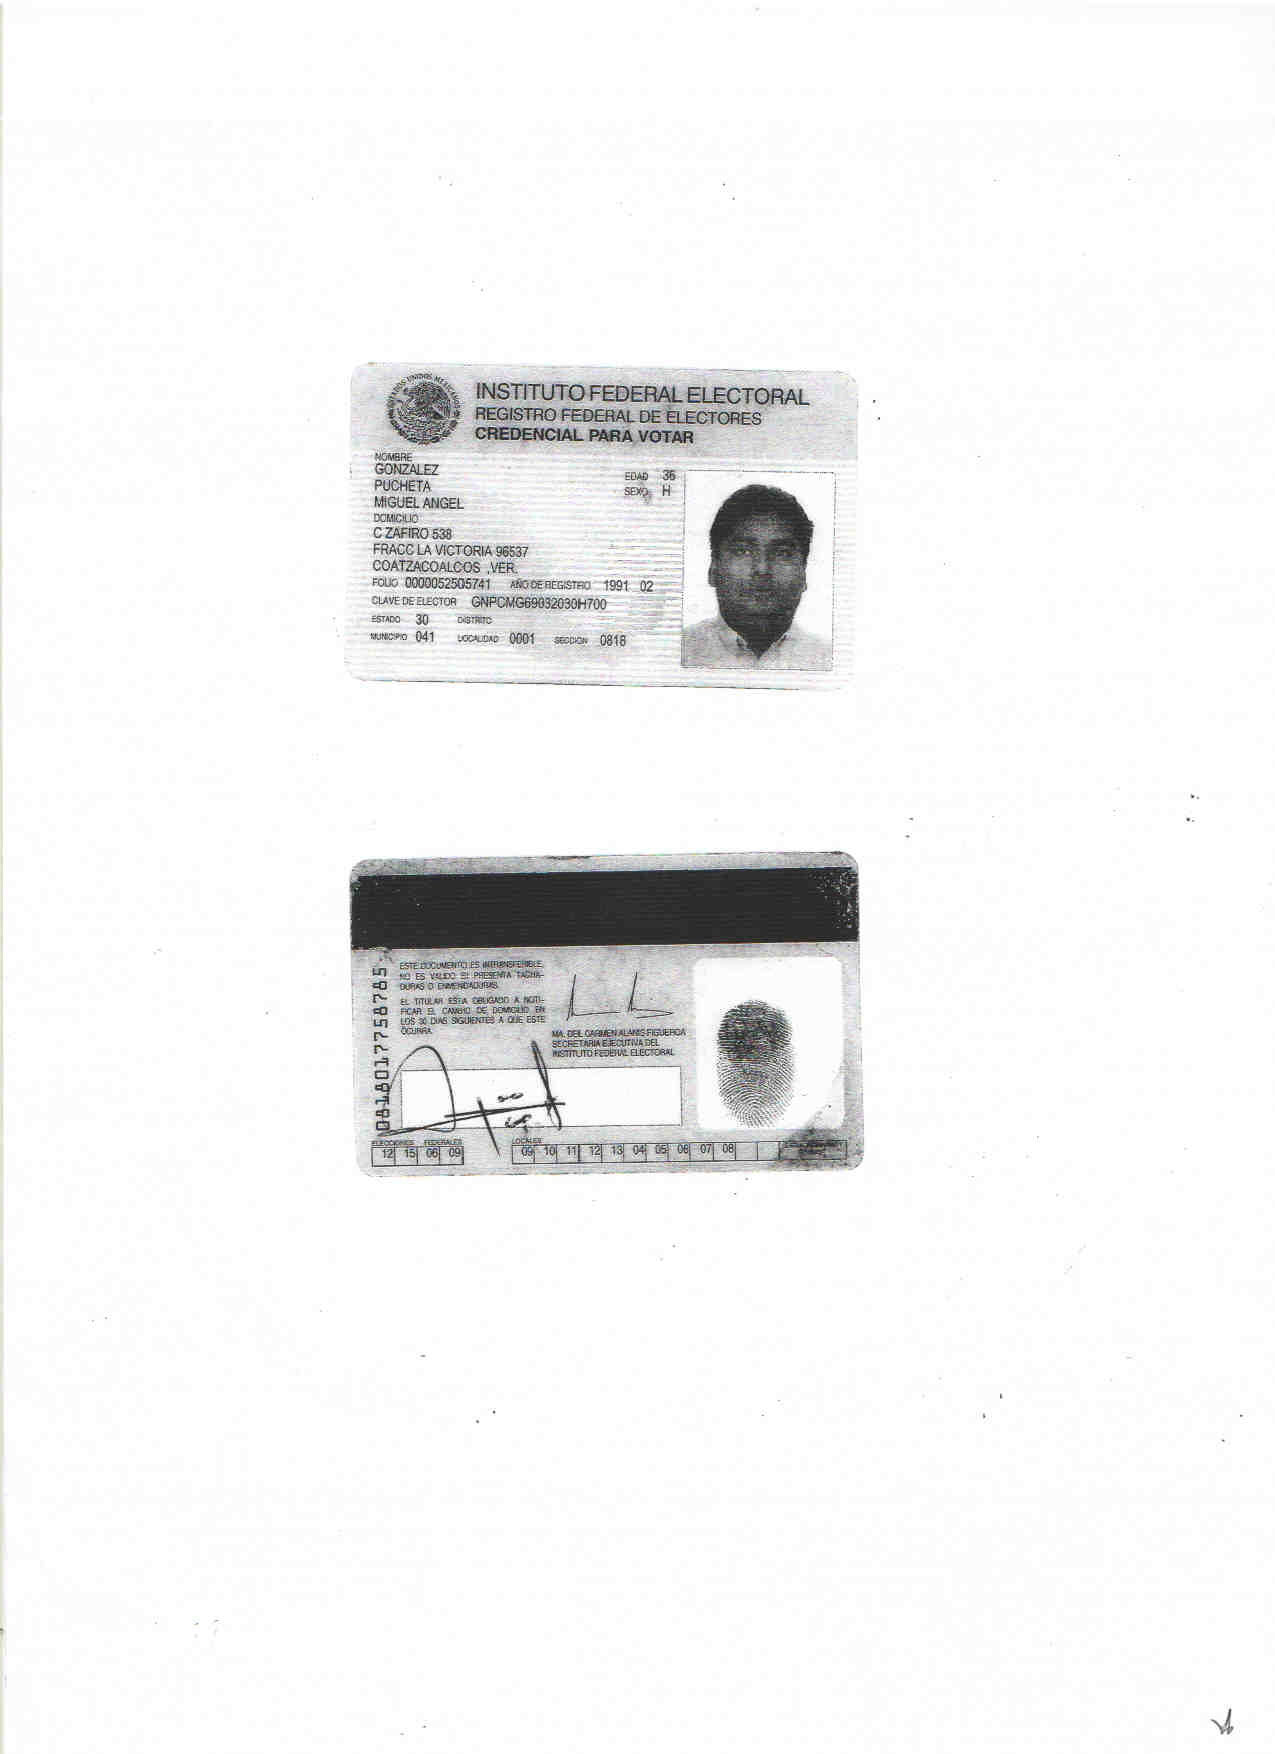 ESTADOS UNIDOS MEXICANOS
INSTITUTO FEDERAL ELECTORAL
REGISTRO FEDERAL DE ELECTORES
CREDENCIAL PARA VOTAR
NOMBRE
GONZALEZ
PUCHETA
MIGUEL ANGEL
EDAD 36
SEXO H
DOMICILIO
C ZAFIRO 538
FRACC LA VICTORIA 96537
COATZACOALCOS ,VER.
FOLIO 0000052505741 AÑO DE REGISTRO 1991 02
CLAVE DE ELECTOR GNPCMG69032030H700
ESTADO 30 DISTRITO
MUNICIPIO 041 LOCALIDAD 0001 SECCION 0818
ESTE DOCUMENTO ES INTRANSFERIBLE,
NO ES VALIDO SI PRESENTA TACHA-
DURAS O ENMENDADURAS.
EL TITULAR ESTA OBLIGADO A NOTI-
FICAR EL CAMBIO DE DOMICILIO EN
LOS 30 DIAS SIGUIENTES A QUE ESTE
OCURRA.
MA. DEL CARMEN ALANIS FIGUEROA
SECRETARIA EJECUTIVA DEL
INSTITUTO FEDERAL ELECTORAL
0818017758785
ELECCIONES FEDERALES
12 15 06 09
LOCALES
09 10 11 12 13 04 05 06 07 08